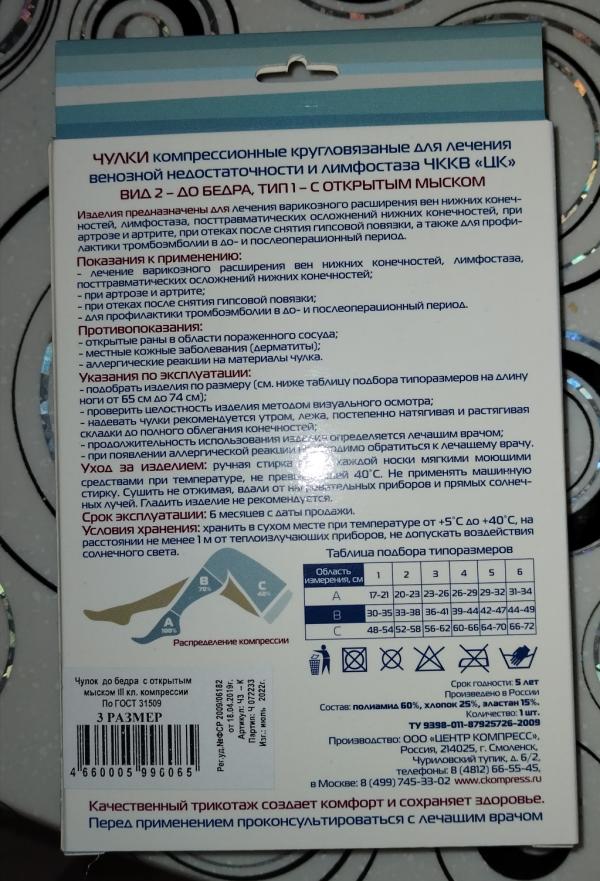 ЧУЛКИ компрессионные кругловязаные для лечения
венозной недостаточности и лимфостаза ЧККВ «ЦК»
ВИД 2 – ДО БЕДРА, ТИП 1 – С ОТКРЫТЫМ МЫСКОМ
Изделия предназначены для лечения варикозного расширения вен нижних конеч-
ностей, лимфостаза, посттравматических осложнений нижних конечностей, при
артрозе и артрите, при отеках после снятия гипсовой повязки, а также для профи-
лактики тромбоэмболии в до- и послеоперационный период.
Показания к применению:
- лечение варикозного расширения вен нижних конечностей, лимфостаза,
посттравматических осложнений нижних конечностей;
- при артрозе и артрите;
- при отеках после снятия гипсовой повязки;
- для профилактики тромбоэмболии в до- и послеоперационный период.
Противопоказания:
- открытые раны в области пораженного сосуда;
- местные кожные заболевания (дерматиты);
- аллергические реакции на материалы чулка.
Указания по эксплуатации:
- подобрать изделия по размеру (см. ниже таблицу подбора типоразмеров на длину
ноги от 65 см до 74 см);
- проверить целостность изделия методом визуального осмотра;
- надевать чулки рекомендуется утром, лежа, постепенно натягивая и растягивая
складки до полного облегания конечностей;
- продолжительность использования изделия определяется лечащим врачом;
- при появлении аллергической реакции необходимо обратиться к лечащему врачу.
Уход за изделием: ручная стирка каждой носки мягкими моющими
средствами при температуре, не превышающей 40°С. Не применять машинную
стирку. Сушить не отжимая, вдали от нагревательных приборов и прямых солнеч-
ных лучей. Гладить изделие не рекомендуется.
Срок эксплуатации: 6 месяцев с даты продажи.
Условия хранения: хранить в сухом месте при температуре от +5°С до +40°С, на
расстоянии не менее 1 м от теплоизлучающих приборов, не допускать воздействия
солнечного света.
A 100%
B 70%
C 40%
Распределение компрессии
Таблица подбора типоразмеров
Область измерения, см 1 2 3 4 5 6
A 17-21 20-23 23-26 26-29 29-32 31-34
B 30-35 33-38 36-41 39-44 42-47 44-49
C 48-54 52-58 56-62 60-66 64-70 66-72
Чулок до бедра с открытым
мыском III кл. компрессии
По ГОСТ 31509
3 РАЗМЕР
4 660005 990065
Рег.уд.№ФСР 2009/06182
от 18.04.2019г.
Артикул: ЧЗ - К
Партия: Ч 072233
Изг.: июль 2022г.
Срок годности: 5 лет
Произведено в России
Состав: полиамид 60%, хлопок 25%, эластан 15%.
Количество: 1 шт.
ТУ 9398-011-87925726-2009
Произведено: ООО «ЦЕНТР КОМПРЕСС»,
Россия, 214025, г. Смоленск,
Чуриловский тупик, д. 6/2,
телефоны: 8 (4812) 66-55-45,
в Москве: 8 (499) 745-33-02 www.ckompress.ru
Качественный трикотаж создает комфорт и сохраняет здоровье.
Перед применением проконсультироваться с лечащим врачом